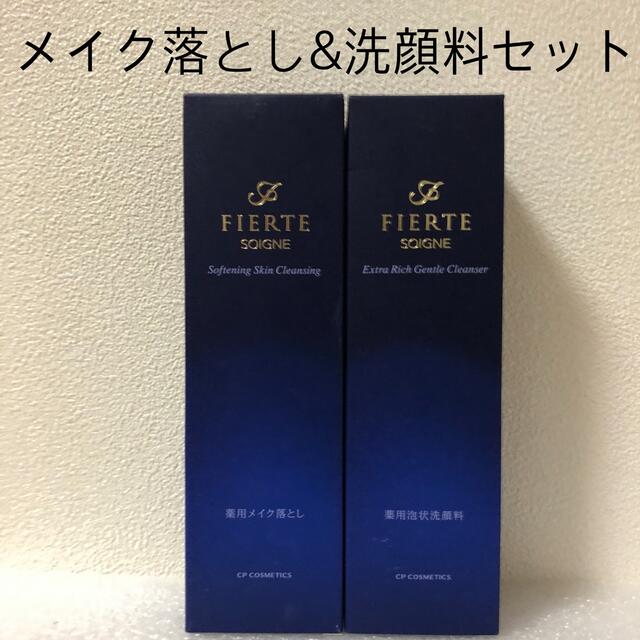 メイク落とし&洗顔料セット
FIERTE
SOIGNE
Softening Skin Cleansing
薬用メイク落とし
CP COSMETICS
FIERTE
SOIGNE
Extra Rich Gentle Cleanser
薬用泡状洗顔料
CP COSMETICS